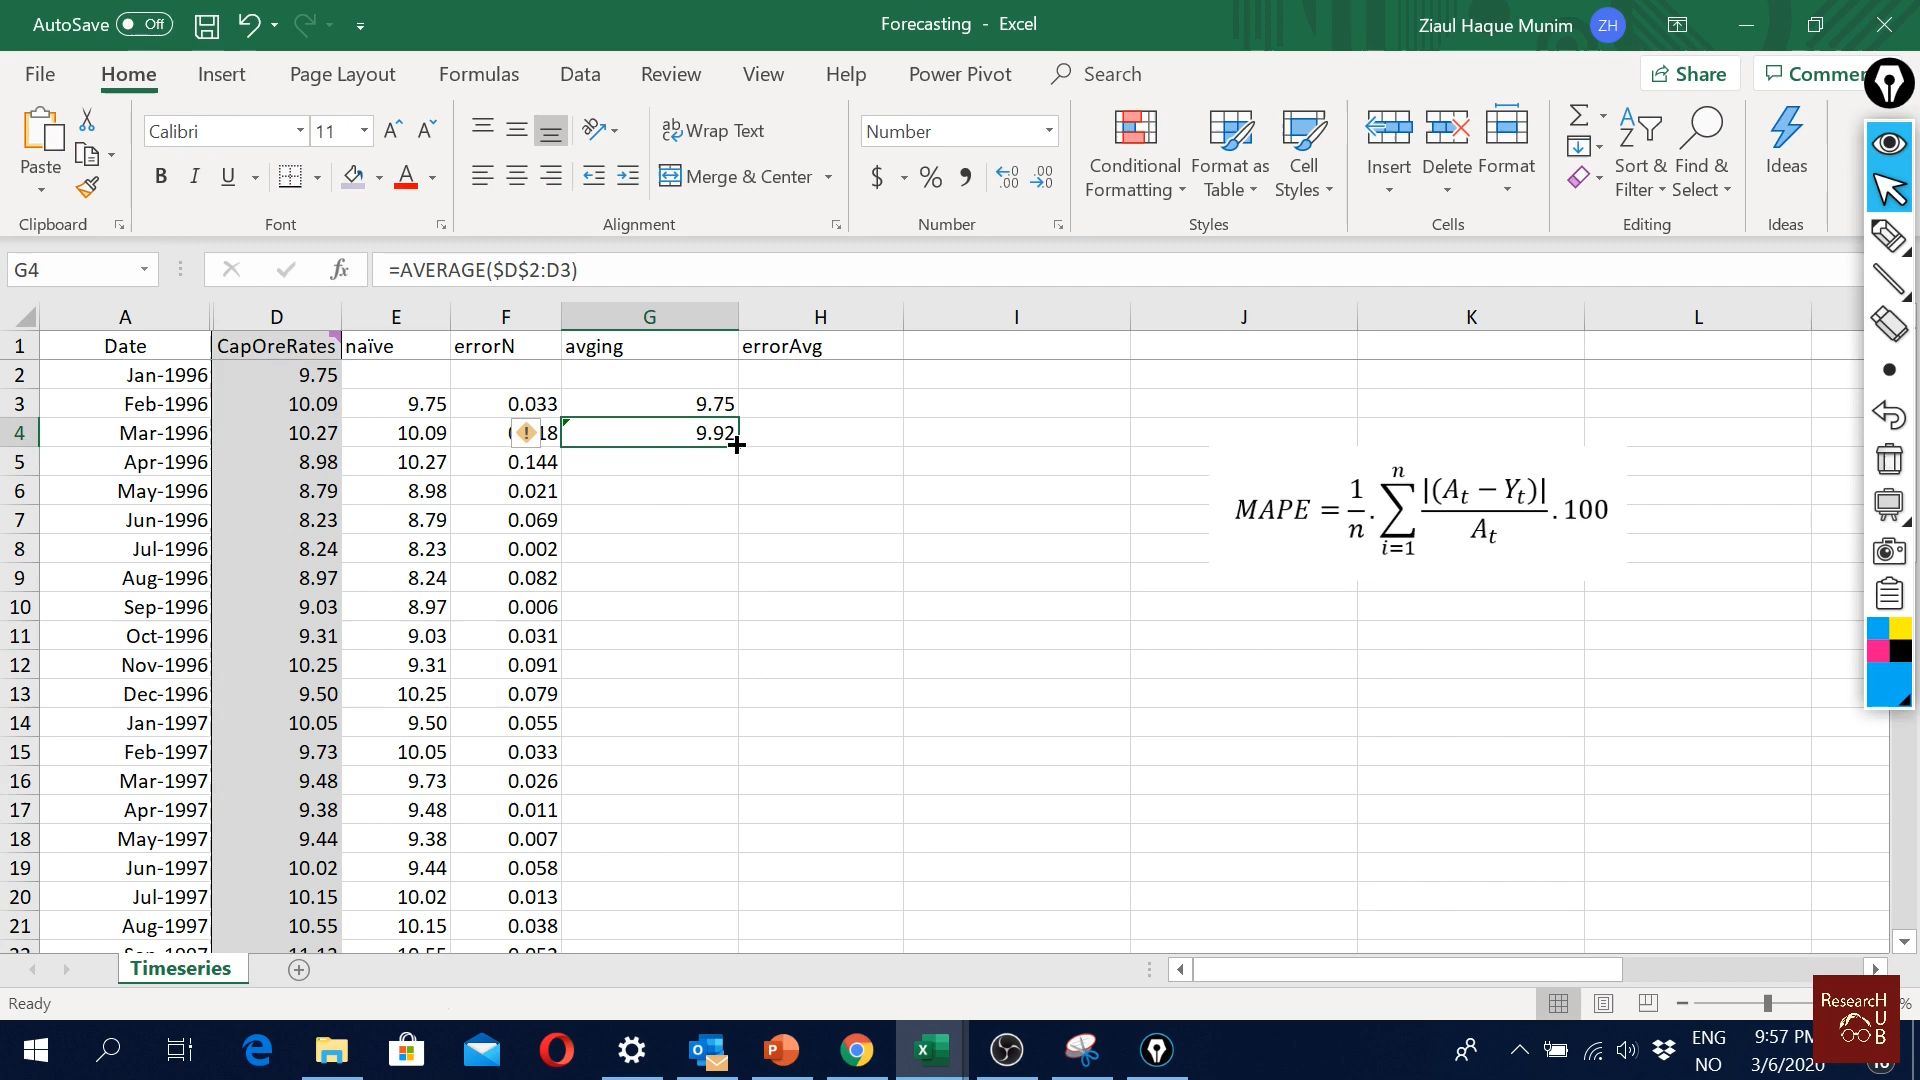 AutoSave Off
Forecasting - Excel
Ziaul Haque Munim ZH
File Home Insert Page Layout Formulas Data Review View Help Power Pivot Search Share
Paste
Calibri 11
B I U
Wrap Text
Merge & Center
Number
Conditional Formatting
Format as Table
Cell Styles
Insert Delete Format
Sort & Filter
Find & Select
Ideas
Clipboard Font Alignment Number Styles Cells Editing Ideas
G4 fx =AVERAGE($D$2:D3)
A D E F G H I J K L
1 Date CapOreRates naïve errorN avging errorAvg
2 Jan-1996 9.75
3 Feb-1996 10.09 9.75 0.033 9.75
4 Mar-1996 10.27 10.09 9.92
5 Apr-1996 8.98 10.27 0.144
6 May-1996 8.79 8.98 0.021
7 Jun-1996 8.23 8.79 0.069
8 Jul-1996 8.24 8.23 0.002
9 Aug-1996 8.97 8.24 0.082
10 Sep-1996 9.03 8.97 0.006
11 Oct-1996 9.31 9.03 0.031
12 Nov-1996 10.25 9.31 0.091
13 Dec-1996 9.50 10.25 0.079
14 Jan-1997 10.05 9.50 0.055
15 Feb-1997 9.73 10.05 0.033
16 Mar-1997 9.48 9.73 0.026
17 Apr-1997 9.38 9.48 0.011
18 May-1997 9.44 9.38 0.007
19 Jun-1997 10.02 9.44 0.058
20 Jul-1997 10.15 10.02 0.013
21 Aug-1997 10.55 10.15 0.038
MAPE = 1/n . ∑ i=1 n |(At − Yt)| / At . 100
Timeseries
Ready
ResearcH
U
B
ENG
NO
9:57 PM
3/6/2020